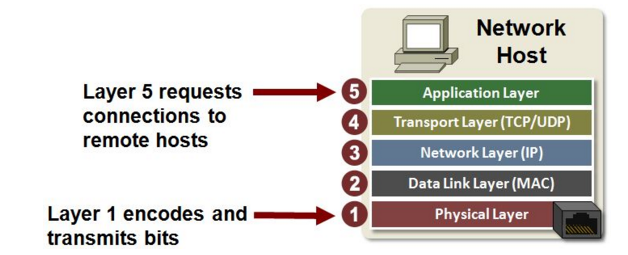 Network
Host
Layer 5 requests
connections to
remote hosts
5 Application Layer
4 Transport Layer (TCP/UDP)
3 Network Layer (IP)
2 Data Link Layer (MAC)
1 Physical Layer
Layer 1 encodes and
transmits bits